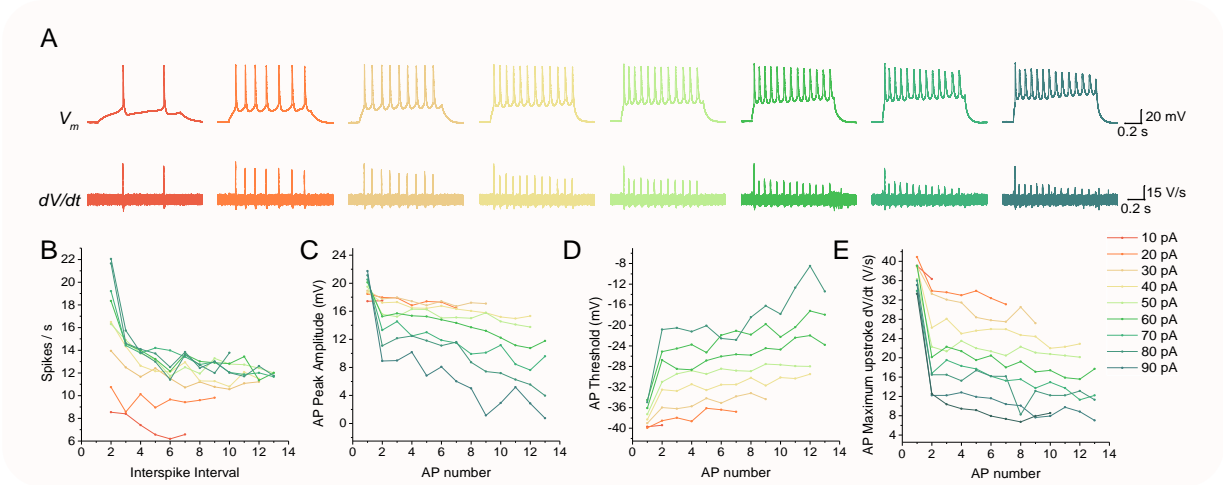 A
V_m
20 mV
0.2 s
dV/dt
15 V/s
0.2 s
B
Spikes / s
22
20
18
16
14
12
10
8
6
0 2 4 6 8 10 12 14
Interspike Interval
C
AP Peak Amplitude (mV)
24
20
16
12
8
4
0
0 2 4 6 8 10 12 14
AP number
D
AP Threshold (mV)
-8
-12
-16
-20
-24
-28
-32
-36
-40
0 2 4 6 8 10 12 14
AP number
E
AP Maximum upstroke dV/dt (V/s)
40
36
32
28
24
20
16
12
8
4
0 2 4 6 8 10 12 14
AP number
10 pA
20 pA
30 pA
40 pA
50 pA
60 pA
70 pA
80 pA
90 pA